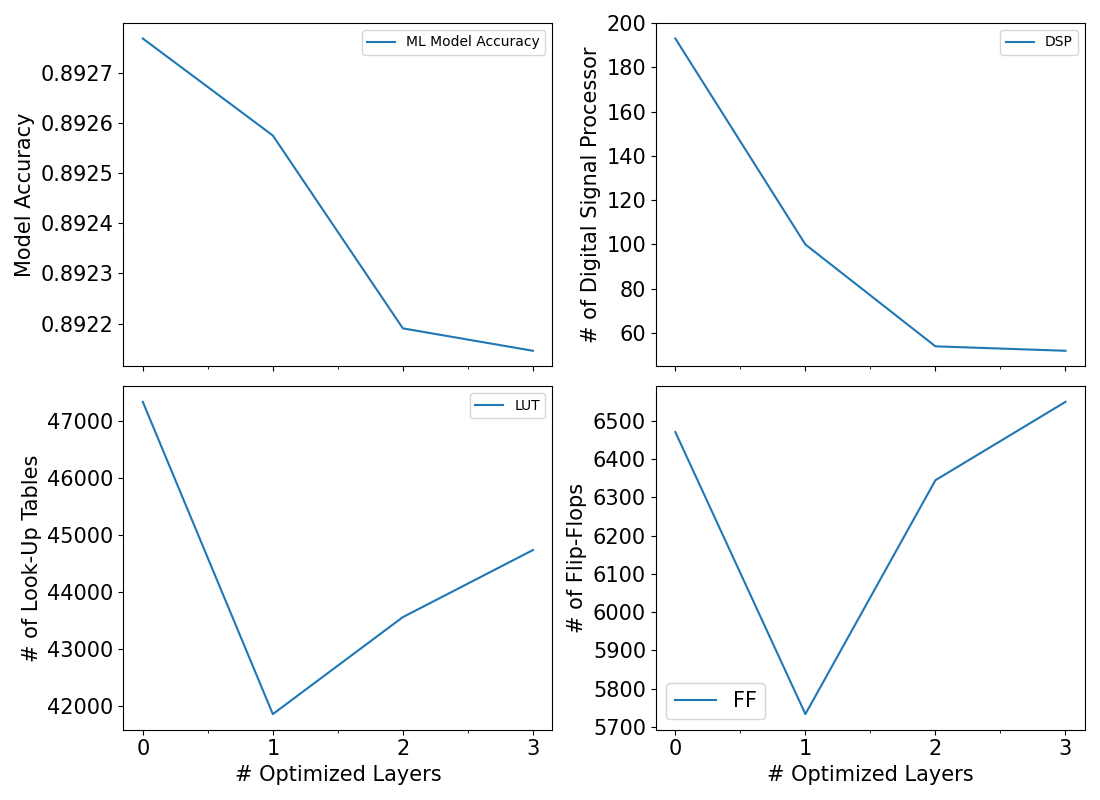 Model Accuracy
0.8927
0.8926
0.8925
0.8924
0.8923
0.8922
ML Model Accuracy
# of Digital Signal Processor
200
180
160
140
120
100
80
60
DSP
# of Look-Up Tables
47000
46000
45000
44000
43000
42000
LUT
0 1 2 3
# Optimized Layers
# of Flip-Flops
6500
6400
6300
6200
6100
6000
5900
5800
5700
FF
0 1 2 3
# Optimized Layers